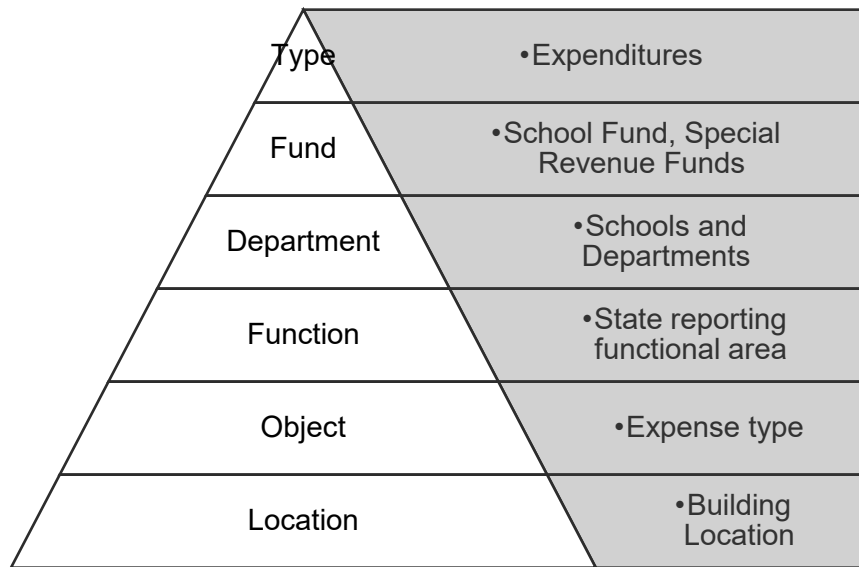 Type
•Expenditures
Fund
•School Fund, Special
Revenue Funds
Department
•Schools and
Departments
Function
•State reporting
functional area
Object
•Expense type
Location
•Building
Location